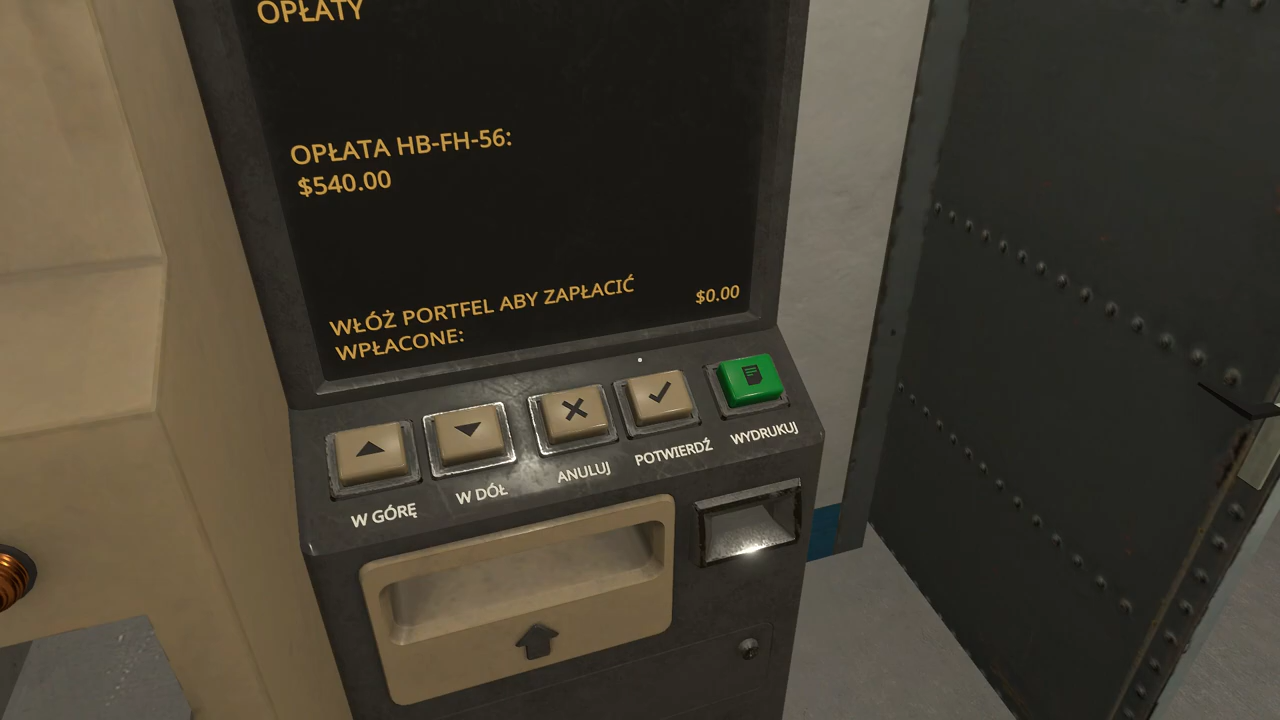 OPŁATY
OPŁATA HB-FH-56:
$540.00
WŁÓŻ PORTFEL ABY ZAPŁACIĆ
WPŁACONE:
$0.00
W GÓRĘ
W DÓŁ
ANULUJ
POTWIERDŹ
WYDRUKUJ